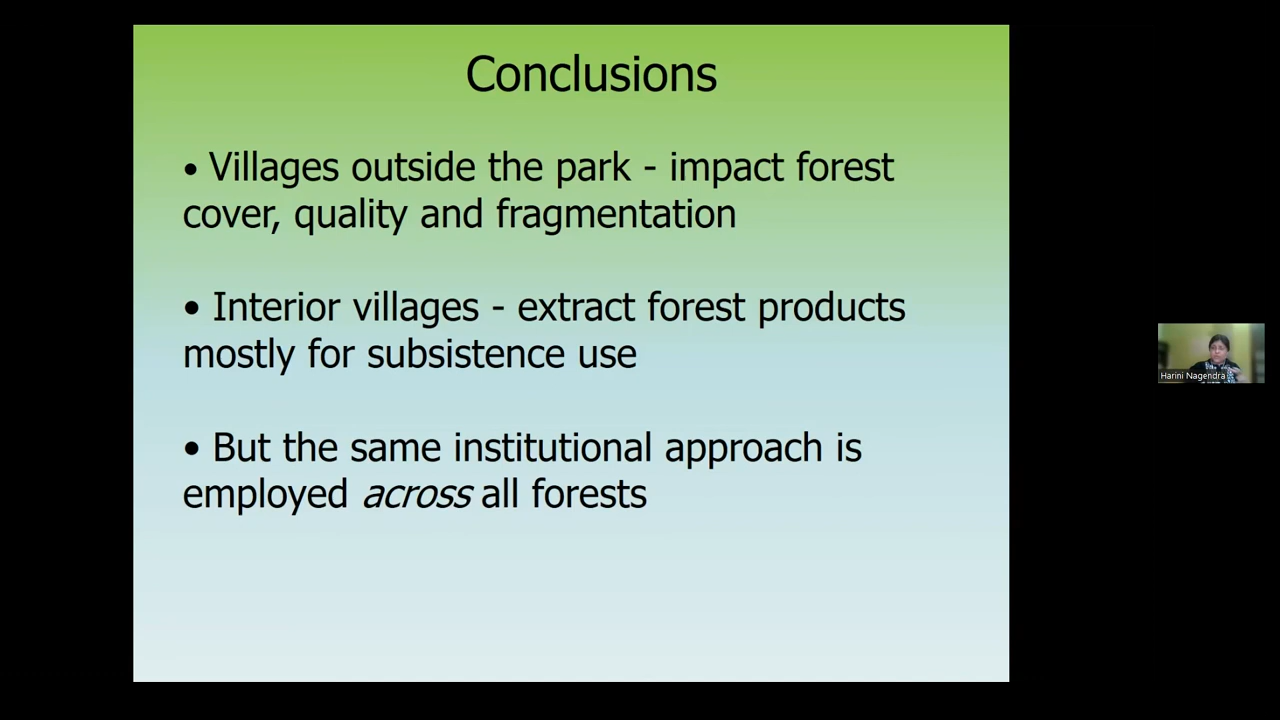 Conclusions
• Villages outside the park - impact forest
cover, quality and fragmentation
• Interior villages - extract forest products
mostly for subsistence use
• But the same institutional approach is
employed across all forests
Harini Nagendra